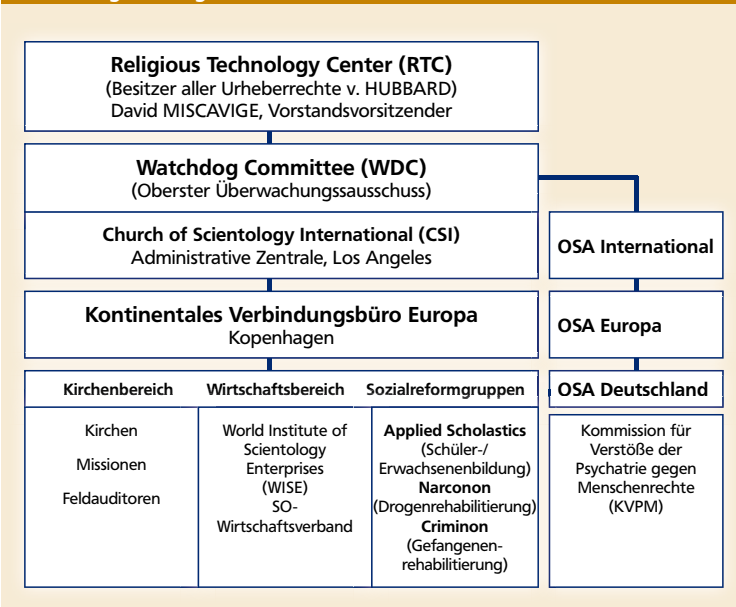 Religious Technology Center (RTC)
(Besitzer aller Urheberrechte v. HUBBARD)
David MISCAVIGE, Vorstandsvorsitzender
Watchdog Committee (WDC)
(Oberster Überwachungssausschuss)
Church of Scientology International (CSI)
Administrative Zentrale, Los Angeles
OSA International
Kontinentales Verbindungsbüro Europa
Kopenhagen
OSA Europa
Kirchenbereich
Wirtschaftsbereich
Sozialreformgruppen
OSA Deutschland
Kirchen
Missionen
Feldauditoren
World Institute of
Scientology
Enterprises
(WISE)
SO-
Wirtschaftsverband
Applied Scholastics
(Schüler-/
Erwachsenenbildung)
Narconon
(Drogenrehabilitierung)
Criminon
(Gefangenen-
rehabilitierung)
Kommission für
Verstöße der
Psychatrie gegen
Menschenrechte
(KVPM)